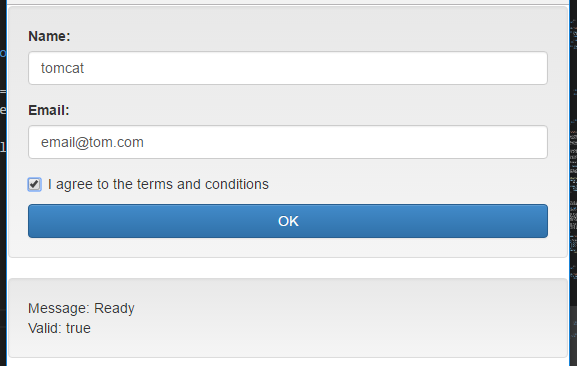 Name:
tomcat
Email:
email@tom.com
I agree to the terms and conditions
OK
Message: Ready
Valid: true